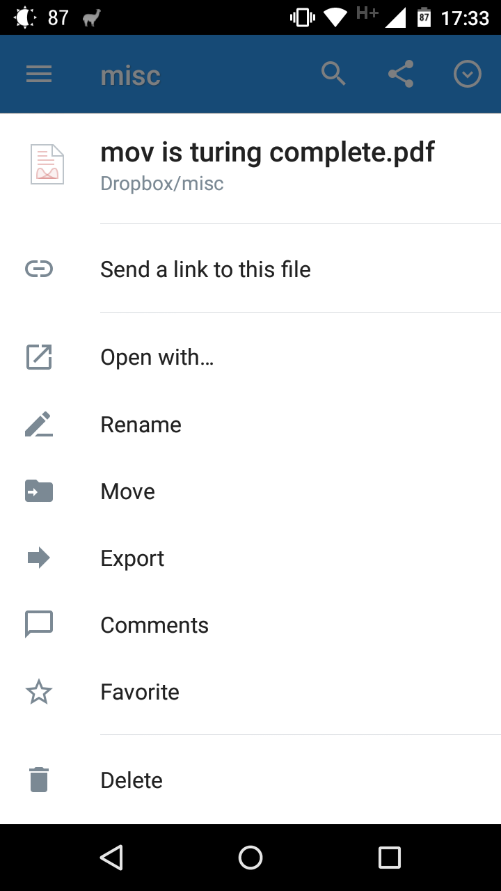 87 H+ 87 17:33
misc
mov is turing complete.pdf
Dropbox/misc
Send a link to this file
Open with...
Rename
Move
Export
Comments
Favorite
Delete